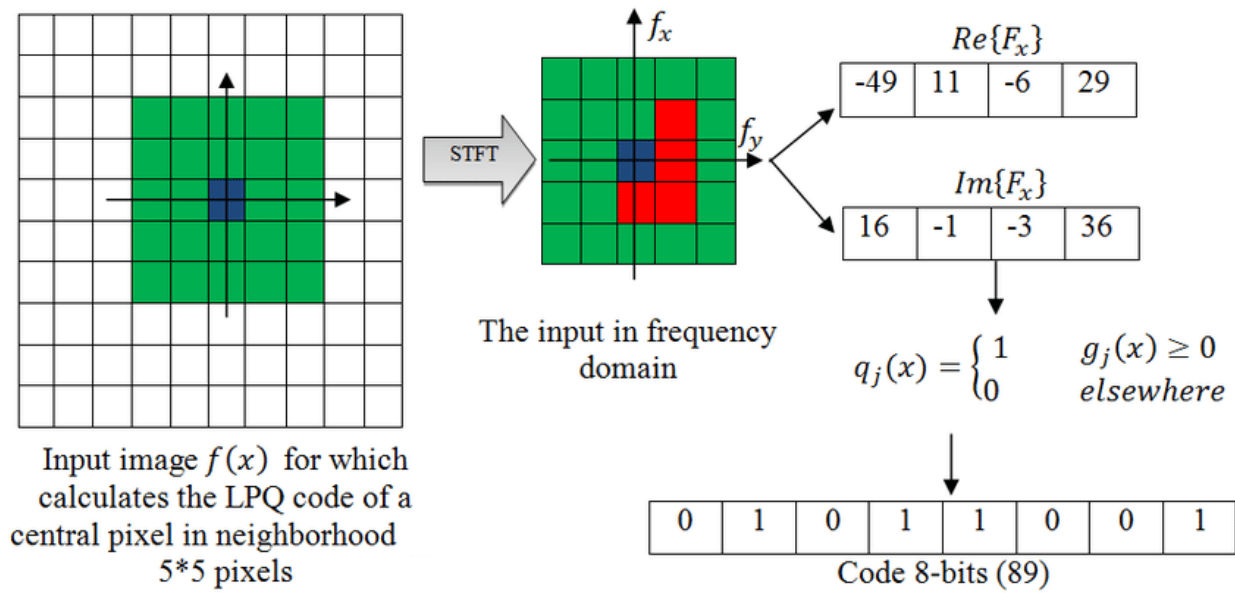 Input image f(x) for which
calculates the LPQ code of a
central pixel in neighborhood
5*5 pixels
STFT
f_x
f_y
The input in frequency
domain
Re{F_x}
-49 11 -6 29
Im{F_x}
16 -1 -3 36
q_j(x) = { 1 g_j(x) ≥ 0
0 elsewhere
0 1 0 1 1 0 0 1
Code 8-bits (89)